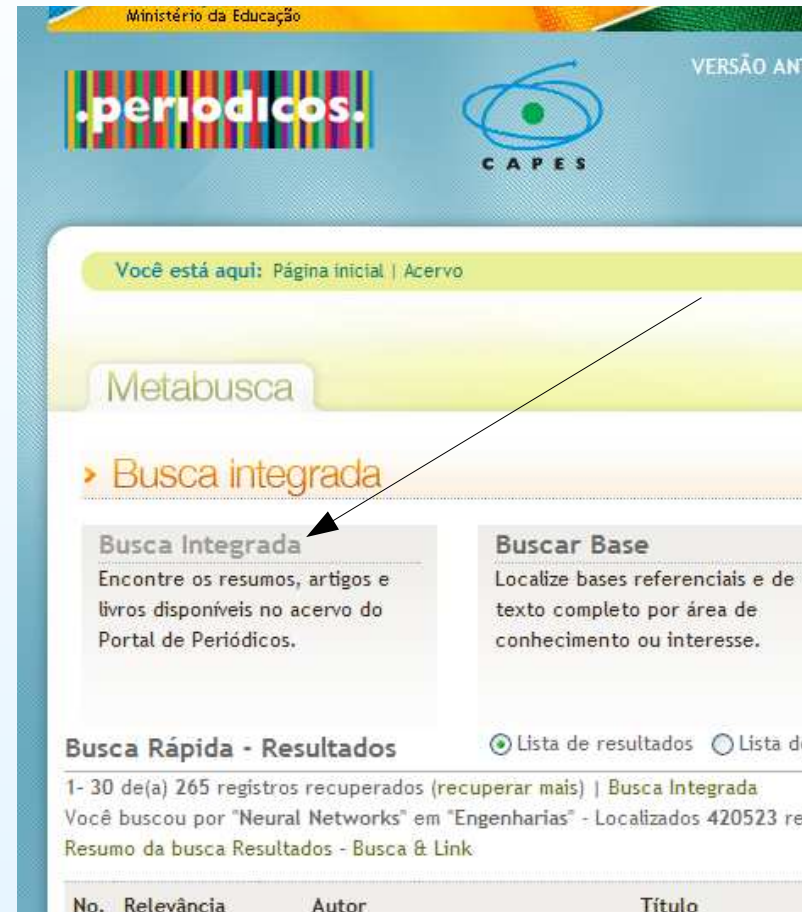 Ministério da Educação
VERSÃO
.periodicos.
CAPES
Você está aqui: Página inicial | Acervo
Metabusca
> Busca integrada
Busca Integrada
Encontre os resumos, artigos e
livros disponíveis no acervo do
Portal de Periódicos.
Buscar Base
Localize bases referenciais e de
texto completo por área de
conhecimento ou interesse.
Busca Rápida - Resultados
Lista de resultados Lista
1- 30 de(a) 265 registros recuperados (recuperar mais) | Busca Integrada
Você buscou por "Neural Networks" em "Engenharias" - Localizados 420523
Resumo da busca Resultados - Busca & Link
No. Relevância Autor Título